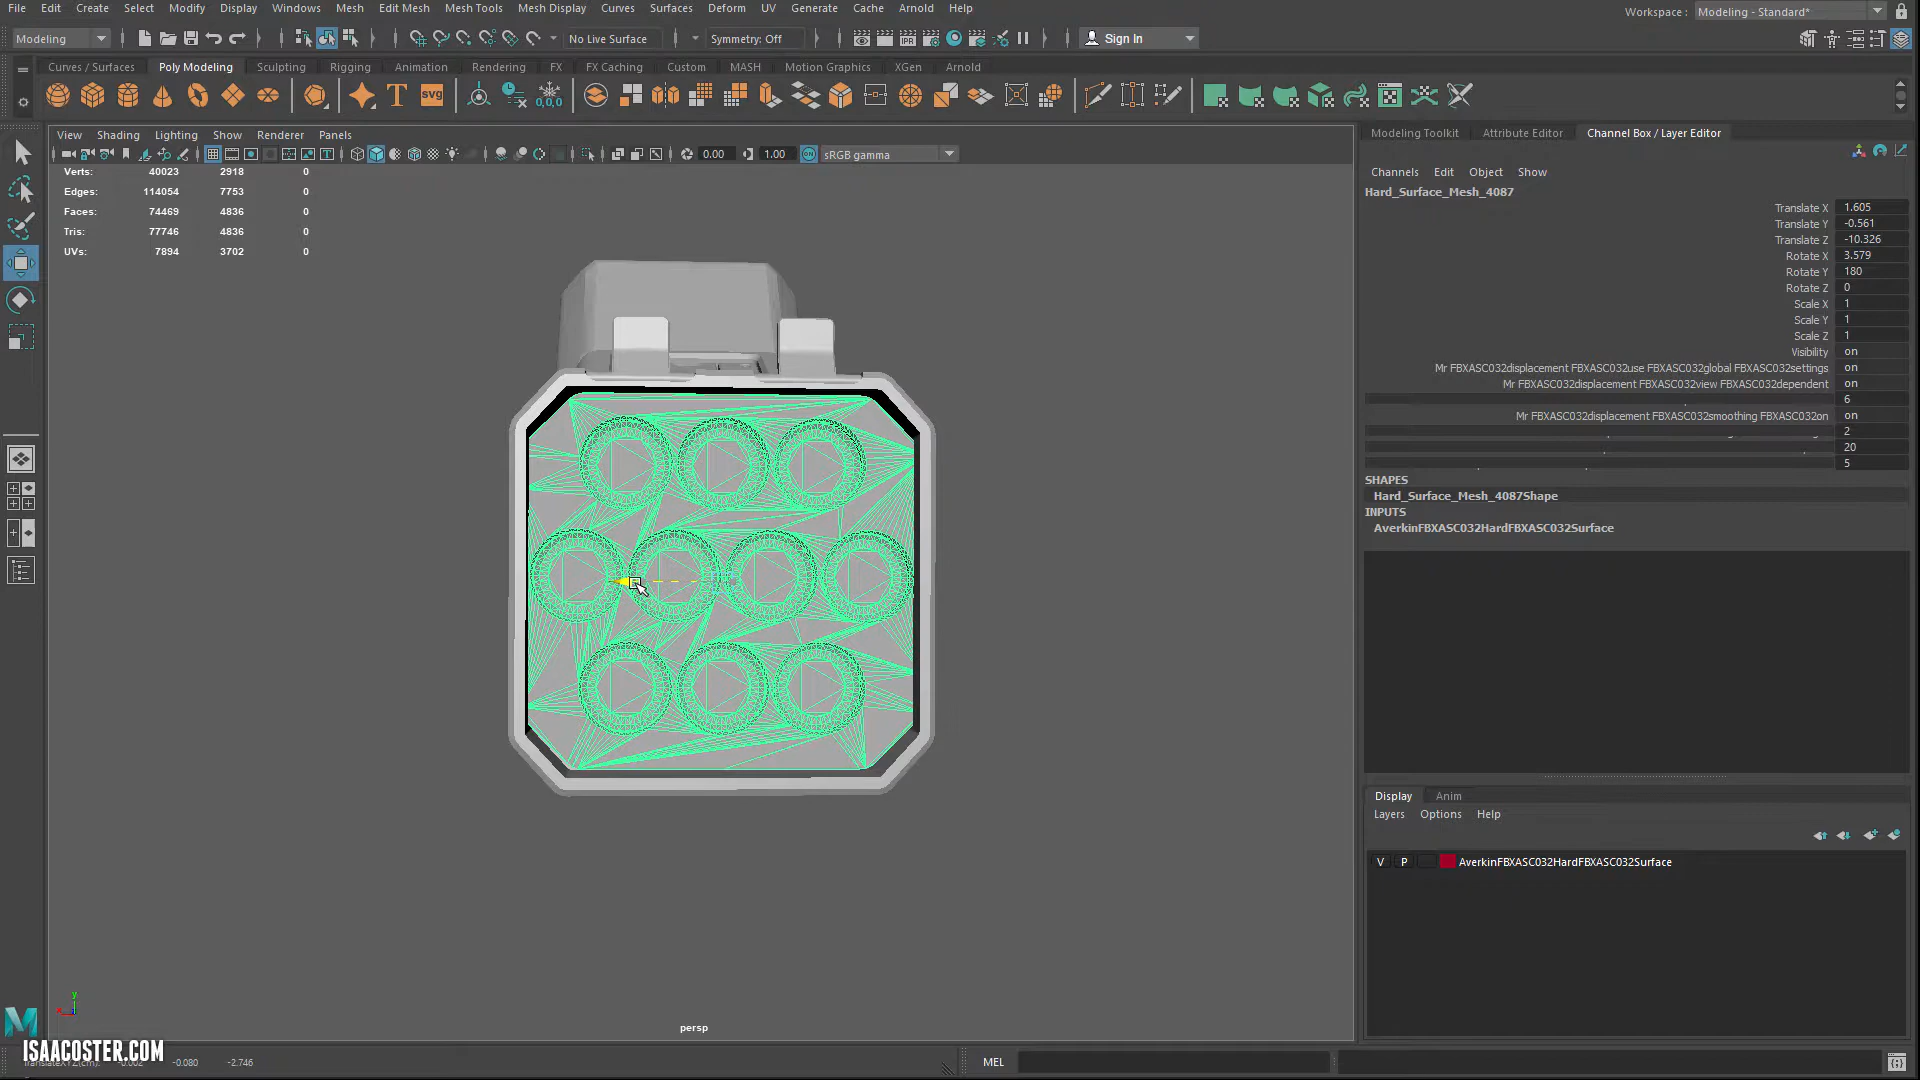 File Edit Create Select Modify Display Windows Mesh Edit Mesh Mesh Tools Mesh Display Curves Surfaces Deform UV Generate Cache Arnold Help
Workspace : Modeling - Standard*
Modeling No Live Surface Symmetry: Off IPR Sign In
Curves / Surfaces Poly Modeling Sculpting Rigging Animation Rendering FX FX Caching Custom MASH Motion Graphics XGen Arnold
T svg 0,0,0
View Shading Lighting Show Renderer Panels
0.00 1.00 ON sRGB gamma
Verts: 40023 2918 0
Edges: 114054 7753 0
Faces: 74469 4836 0
Tris: 77746 4836 0
UVs: 7894 3702 0
persp
y
Modeling Toolkit Attribute Editor Channel Box / Layer Editor
Channels Edit Object Show
Hard_Surface_Mesh_4087
Translate X 1.605
Translate Y -0.561
Translate Z -10.326
Rotate X 3.579
Rotate Y 180
Rotate Z 0
Scale X 1
Scale Y 1
Scale Z 1
Visibility on
Mr FBXASC032displacement FBXASC032use FBXASC032global FBXASC032settings on
Mr FBXASC032displacement FBXASC032view FBXASC032dependent on
6
Mr FBXASC032displacement FBXASC032smoothing FBXASC032on on
2
20
5
SHAPES
Hard_Surface_Mesh_4087Shape
INPUTS
AverkinFBXASC032HardFBXASC032Surface
Display Anim
Layers Options Help
V P AverkinFBXASC032HardFBXASC032Surface
M
ISAACOSTER.COM
-0.080 -2.746
MEL